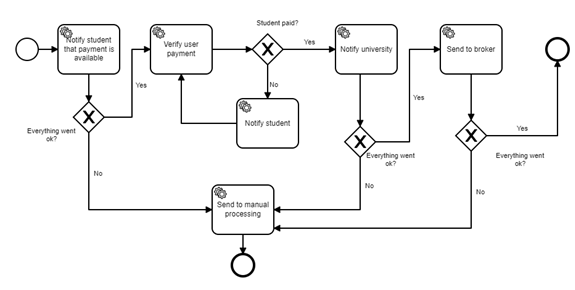 Student paid?
Notify student
that payment is
available
Verify user
payment
Yes
Notify university
Send to broker
Yes
No
Yes
Everything went
ok?
Notify student
Everything went
ok?
Yes
Everything went
ok?
No
No
No
Send to manual
processing